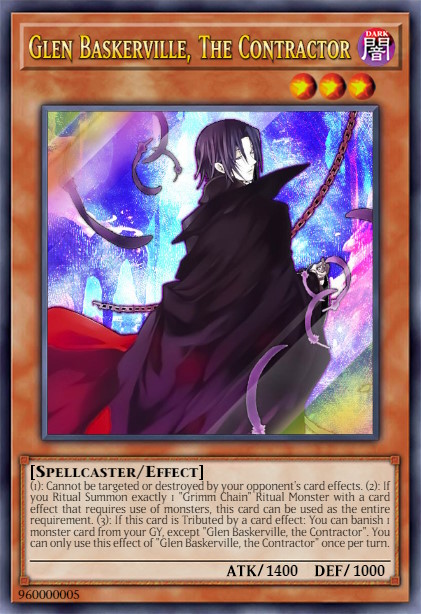 Glen Baskerville, The Contractor
DARK
闇
[Spellcaster/Effect]
(1): Cannot be targeted or destroyed by your opponent's card effects. (2): If
you Ritual Summon exactly 1 "Grimm Chain" Ritual Monster with a card
effect that requires use of monsters, this card can be used as the entire
requirement. (3): If this card is Tributed by a card effect: You can banish 1
monster card from your GY, except "Glen Baskerville, the Contractor". You
can only use this effect of "Glen Baskerville, the Contractor" once per turn.
ATK/1400 DEF/1000
960000005